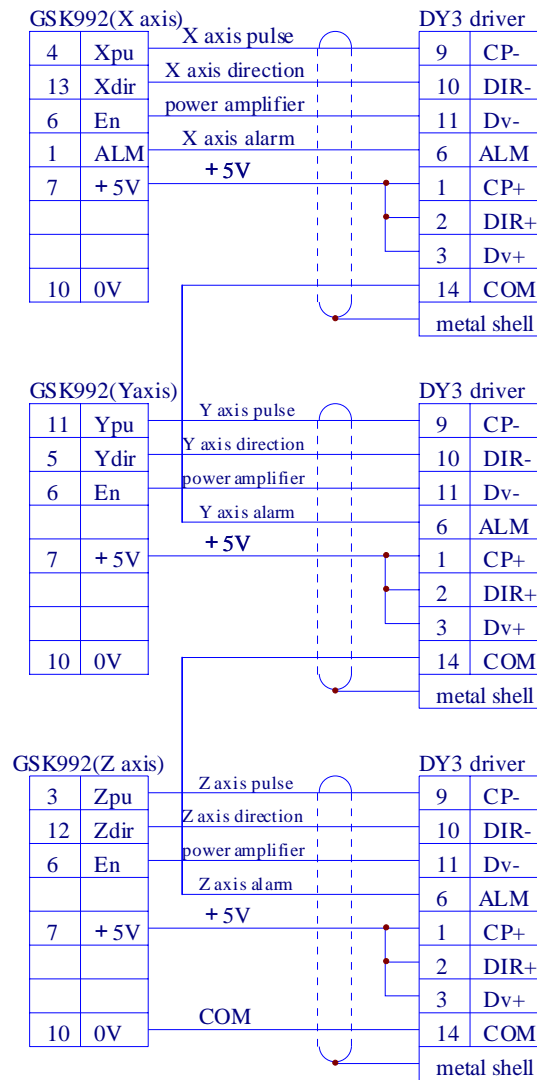 GSK992(X axis) DY3 driver
4 Xpu X axis pulse 9 CP-
13 Xdir X axis direction 10 DIR-
6 En power amplifier 11 Dv-
1 ALM X axis alarm 6 ALM
7 +5V +5V 1 CP+
2 DIR+
3 Dv+
10 0V 14 COM
metal shell
GSK992(Yaxis) DY3 driver
11 Ypu Y axis pulse 9 CP-
5 Ydir Y axis direction 10 DIR-
6 En power amplifier 11 Dv-
Y axis alarm 6 ALM
7 +5V +5V 1 CP+
2 DIR+
3 Dv+
10 0V 14 COM
metal shell
GSK992(Z axis) DY3 driver
3 Zpu Z axis pulse 9 CP-
12 Zdir Z axis direction 10 DIR-
6 En power amplifier 11 Dv-
Z axis alarm 6 ALM
7 +5V +5V 1 CP+
2 DIR+
3 Dv+
10 0V COM 14 COM
metal shell